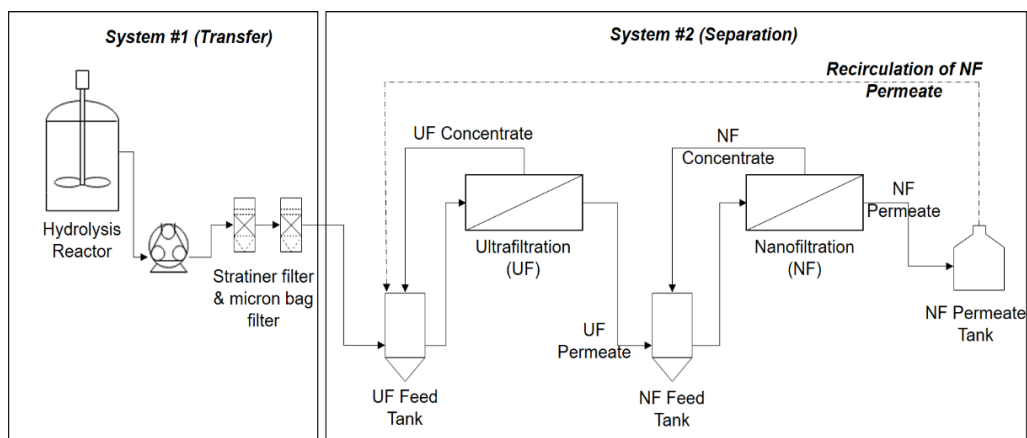 System #1 (Transfer)
System #2 (Separation)
Recirculation of NF
Permeate
UF Concentrate
NF
Concentrate
NF
Permeate
Hydrolysis
Reactor
Stratiner filter
& micron bag
filter
Ultrafiltration
(UF)
Nanofiltration
(NF)
UF
Permeate
NF Permeate
Tank
UF Feed
Tank
NF Feed
Tank